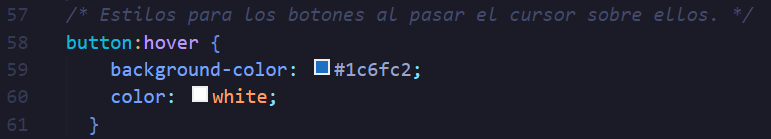 57 /* Estilos para los botones al pasar el cursor sobre ellos. */
58 button:hover {
59 background-color: #1c6fc2;
60 color: white;
61 }